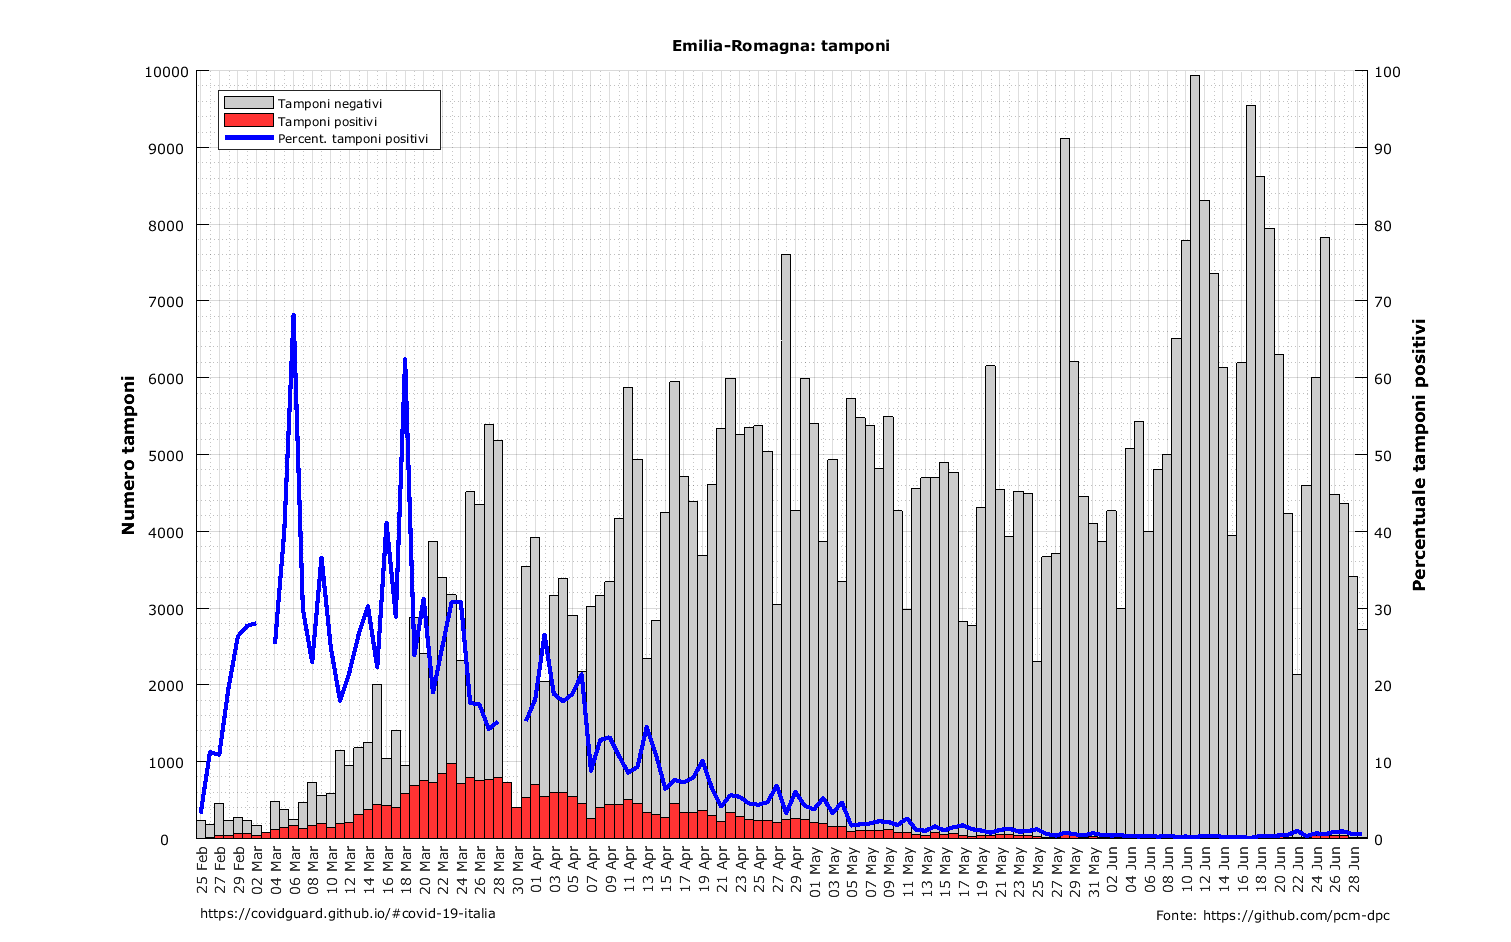 Emilia-Romagna: tamponi
Tamponi negativi
Tamponi positivi
Percent. tamponi positivi
Numero tamponi
10000
9000
8000
7000
6000
5000
4000
3000
2000
1000
0
Percentuale tamponi positivi
100
90
80
70
60
50
40
30
20
10
0
25 Feb
27 Feb
29 Feb
02 Mar
04 Mar
06 Mar
08 Mar
10 Mar
12 Mar
14 Mar
16 Mar
18 Mar
20 Mar
22 Mar
24 Mar
26 Mar
28 Mar
30 Mar
01 Apr
03 Apr
05 Apr
07 Apr
09 Apr
11 Apr
13 Apr
15 Apr
17 Apr
19 Apr
21 Apr
23 Apr
25 Apr
27 Apr
29 Apr
01 May
03 May
05 May
07 May
09 May
11 May
13 May
15 May
17 May
19 May
21 May
23 May
25 May
27 May
29 May
31 May
02 Jun
04 Jun
06 Jun
08 Jun
10 Jun
12 Jun
14 Jun
16 Jun
18 Jun
20 Jun
22 Jun
24 Jun
26 Jun
28 Jun
https://covidguard.github.io/#covid-19-italia
Fonte: https://github.com/pcm-dpc